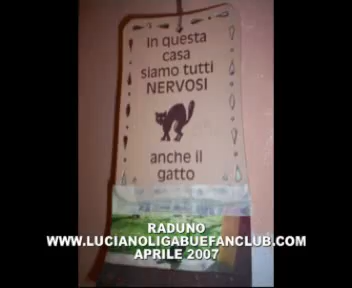 In questa
casa
siamo tutti
NERVOSI
anche il
gatto
RADUNO
WWW.LUCIANOLIGABUEFANCLUB.COM
APRILE 2007